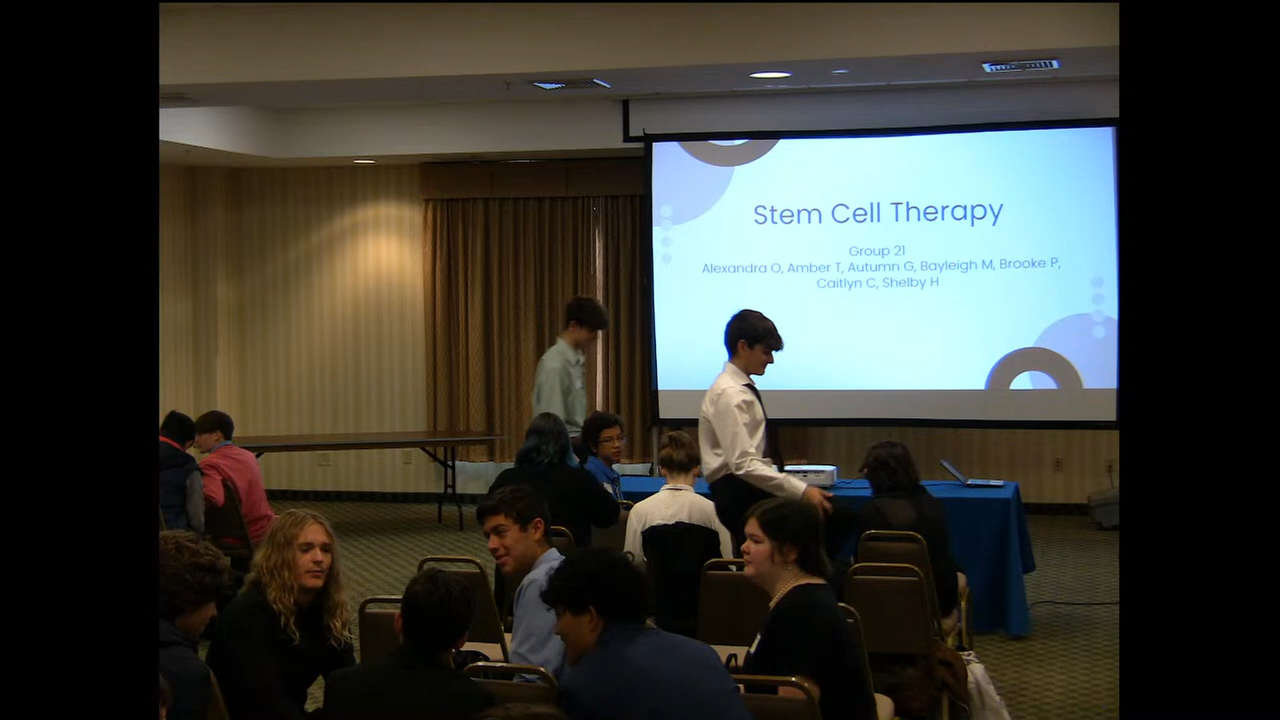 Stem Cell Therapy
Group 21
Alexandra O, Amber T, Autumn G, Bayleigh M, Brooke P,
Caitlyn C, Shelby H